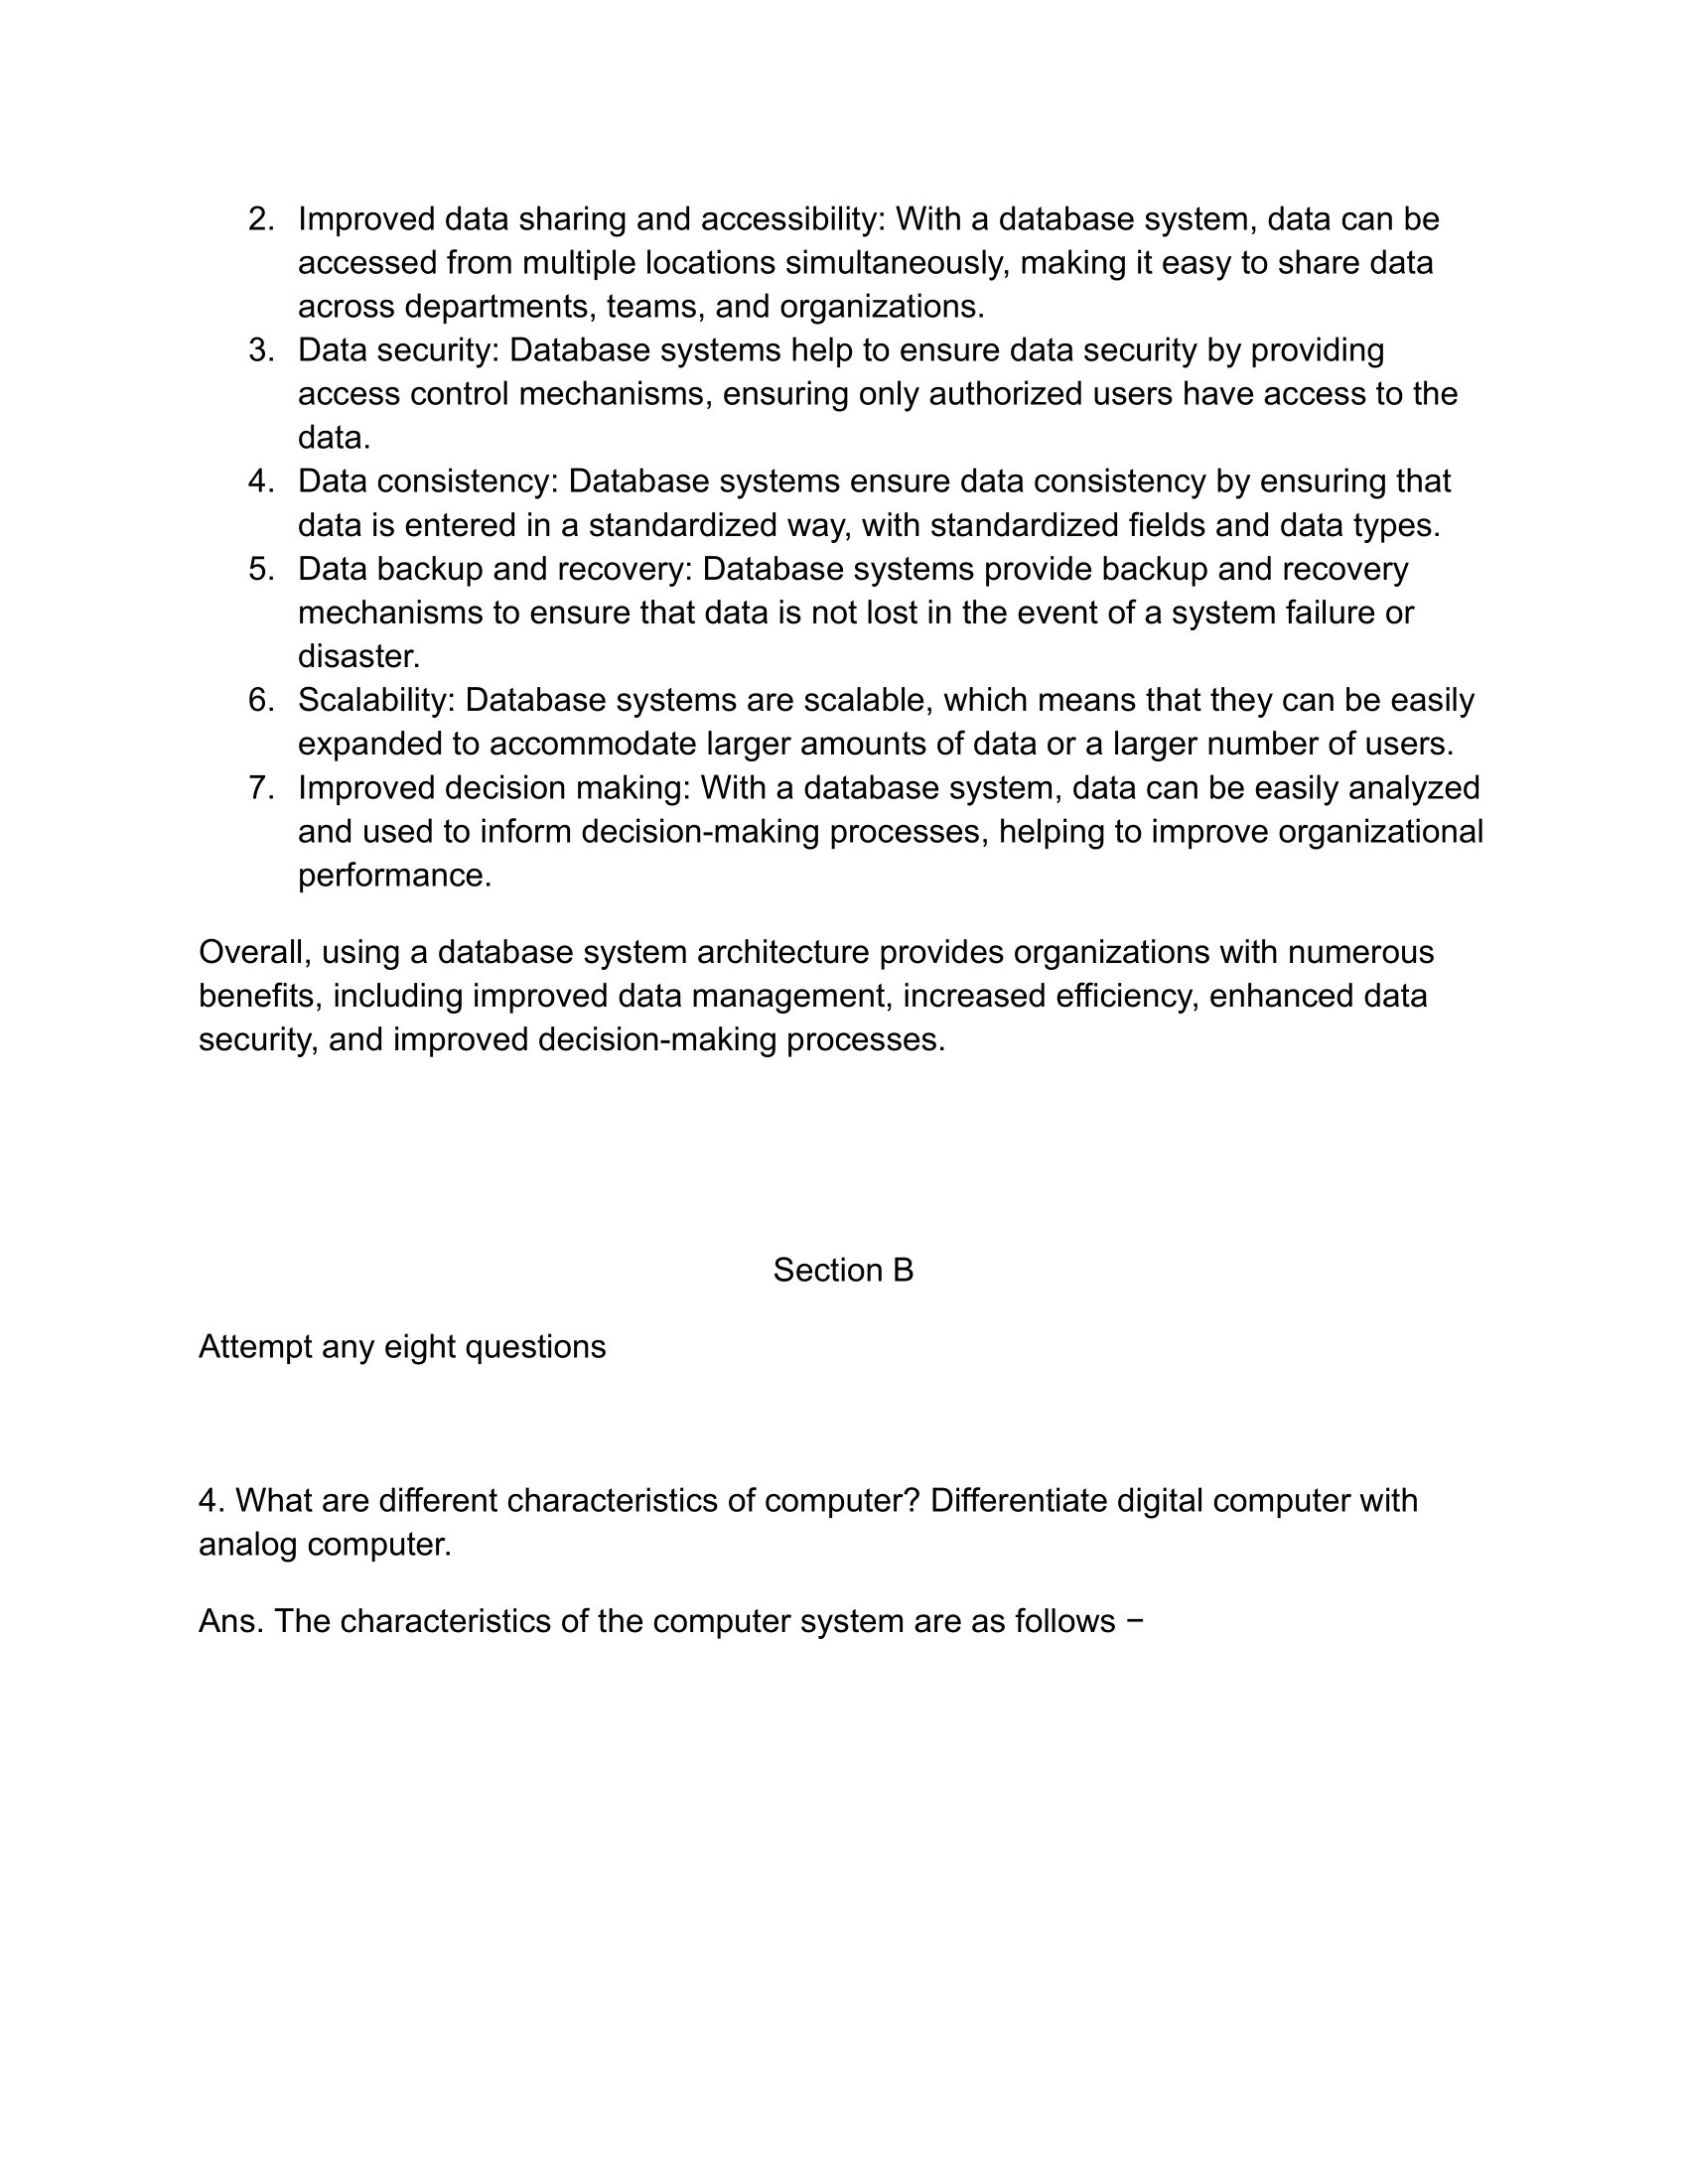 2. Improved data sharing and accessibility: With a database system, data can be
accessed from multiple locations simultaneously, making it easy to share data
across departments, teams, and organizations.
3. Data security: Database systems help to ensure data security by providing
access control mechanisms, ensuring only authorized users have access to the
data.
4. Data consistency: Database systems ensure data consistency by ensuring that
data is entered in a standardized way, with standardized fields and data types.
5. Data backup and recovery: Database systems provide backup and recovery
mechanisms to ensure that data is not lost in the event of a system failure or
disaster.
6. Scalability: Database systems are scalable, which means that they can be easily
expanded to accommodate larger amounts of data or a larger number of users.
7. Improved decision making: With a database system, data can be easily analyzed
and used to inform decision-making processes, helping to improve organizational
performance.
Overall, using a database system architecture provides organizations with numerous
benefits, including improved data management, increased efficiency, enhanced data
security, and improved decision-making processes.
Section B
Attempt any eight questions
4. What are different characteristics of computer? Differentiate digital computer with
analog computer.
Ans. The characteristics of the computer system are as follows −